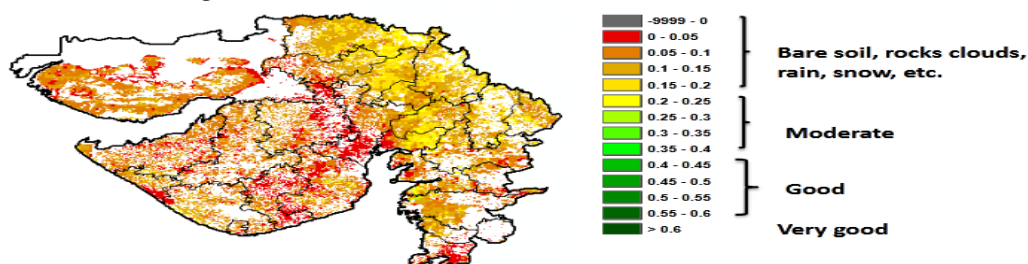 -9999 - 0
0 - 0.05
0.05 - 0.1
0.1 - 0.15
0.15 - 0.2
0.2 - 0.25
0.25 - 0.3
0.3 - 0.35
0.35 - 0.4
0.4 - 0.45
0.45 - 0.5
0.5 - 0.55
0.55 - 0.6
> 0.6
Bare soil, rocks clouds,
rain, snow, etc.
Moderate
Good
Very good